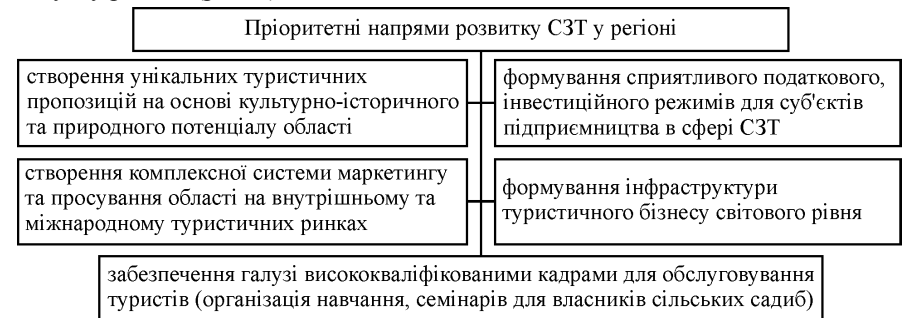 Пріоритетні напрями розвитку СЗТ у регіоні
створення унікальних туристичних
пропозицій на основі культурно-історичного
та природного потенціалу області
формування сприятливого податкового,
інвестиційного режимів для суб'єктів
підприємництва в сфері СЗТ
створення комплексної системи маркетингу
та просування області на внутрішньому та
міжнародному туристичних ринках
формування інфраструктури
туристичного бізнесу світового рівня
забезпечення галузі висококваліфікованими кадрами для обслуговування
туристів (організація навчання, семінарів для власників сільських садиб)